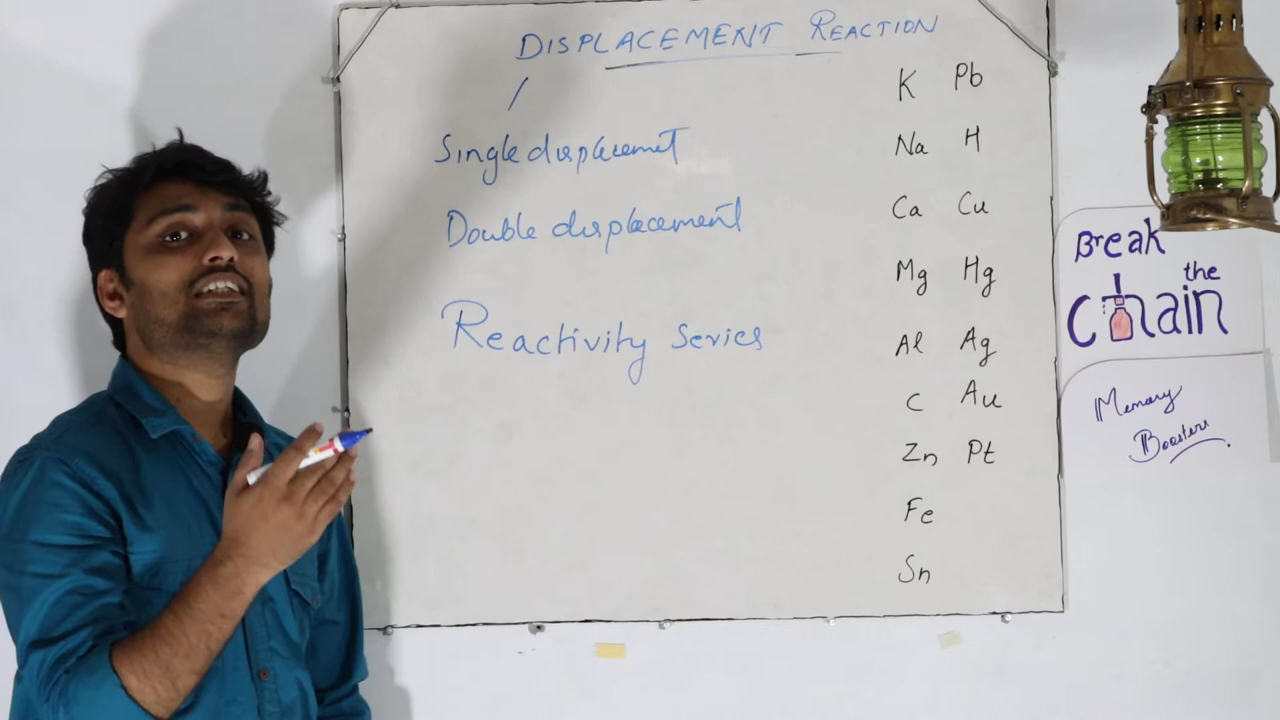 DISPLACEMENT REACTION
Single displacemet
Double displacement
Reactivity series
K Pb
Na H
Ca Cu
Mg Hg
Al Ag
C Au
Zn Pt
Fe
Sn
Break
the
Chain
Memory
Boosters